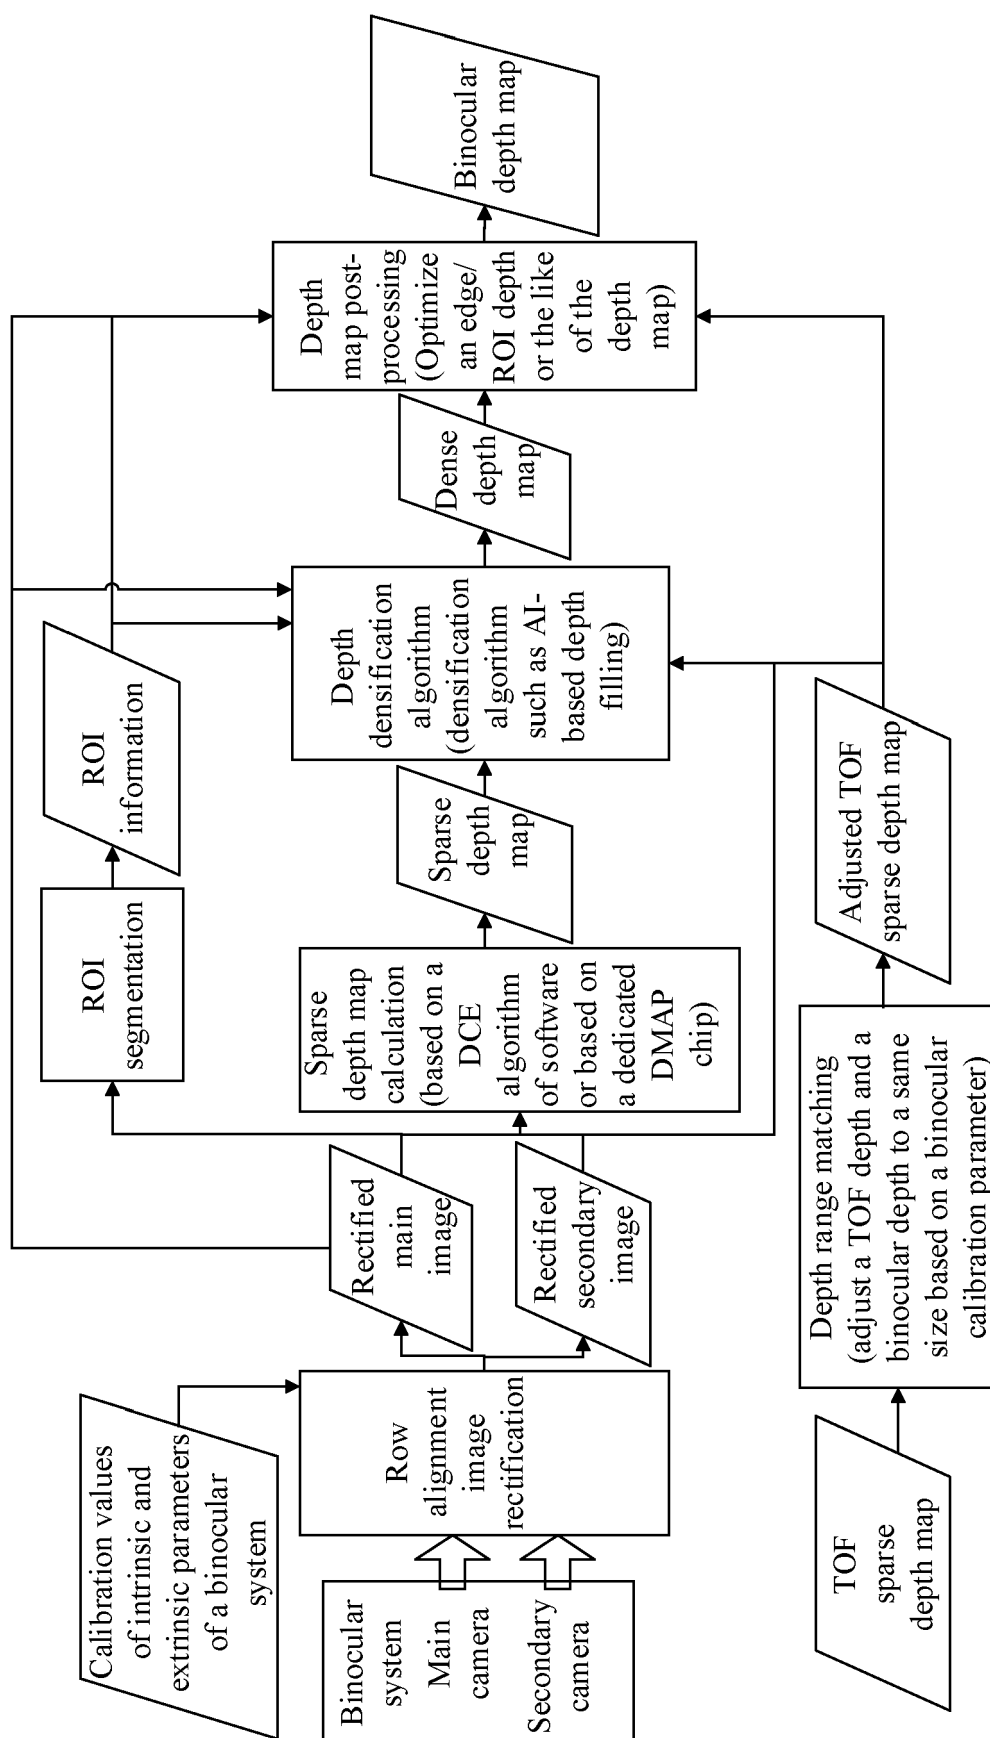 Calibration values
of intrinsic and
extrinsic parameters
of a binocular
system
Binocular
system
Main
camera
Secondary
camera
Row
alignment
image
rectification
Rectified
main
image
Rectified
secondary
image
ROI
segmentation
ROI
information
Sparse
depth map
calculation
(based on a
DCE
algorithm
of software
or based on
a dedicated
DMAP
chip)
Sparse
depth
map
Depth
densification
algorithm
(densification
algorithm
such as AI-
based depth
filling)
Dense
depth
map
Depth
map post-
processing
(Optimize
an edge/
ROI depth
or the like
of the
depth
map)
Binocular
depth map
TOF
sparse
depth map
Depth range matching
(adjust a TOF depth and a
binocular depth to a same
size based on a binocular
calibration parameter)
Adjusted TOF
sparse depth map